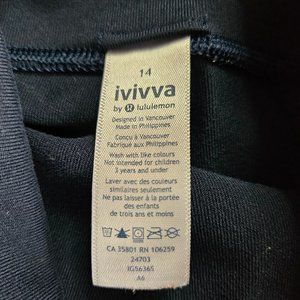 14
ivivva
by lululemon
Designed in Vancouver
Made in Philippines
Conçu à Vancouver
Fabriqué aux Philippines
Wash with like colours
Not intended for children
3 years and under
Laver avec des couleurs
similaires seulement
Ne pas laisser à la portée
des enfants
de trois ans et moins
CA 35801 RN 106259
24703
IG56365
A6